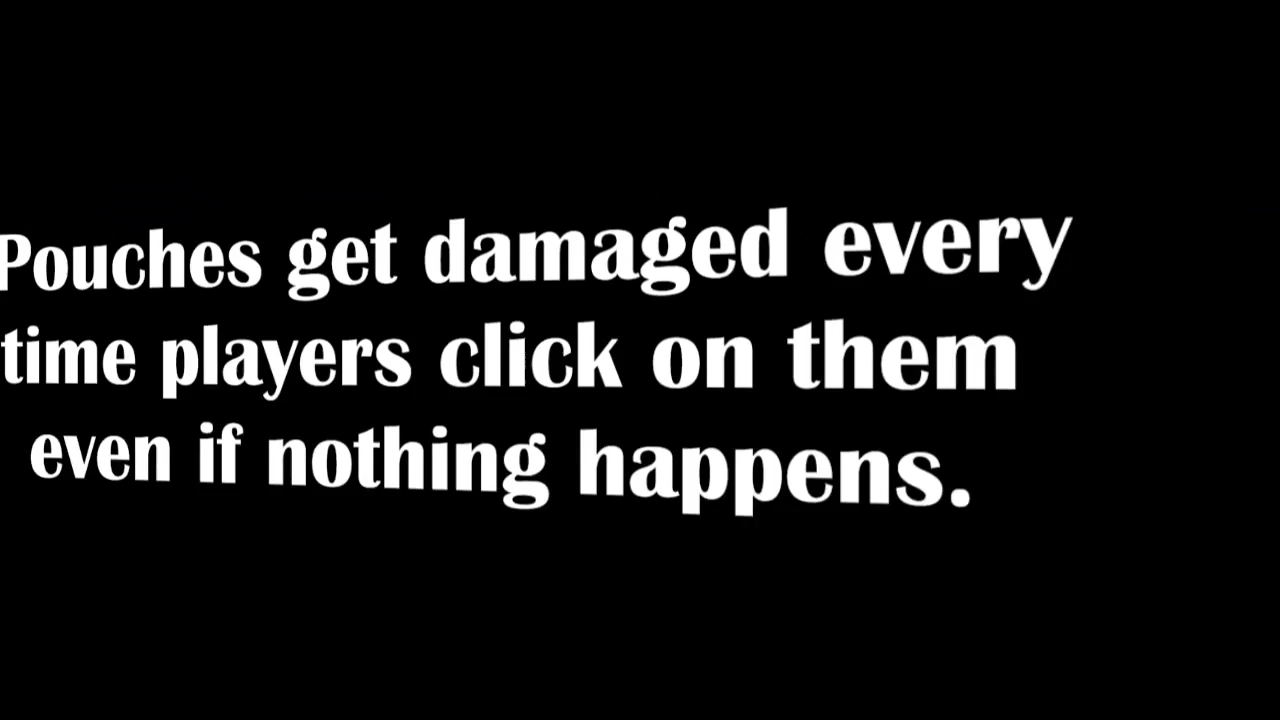 Pouches get damaged every
time players click on them
even if nothing happens.